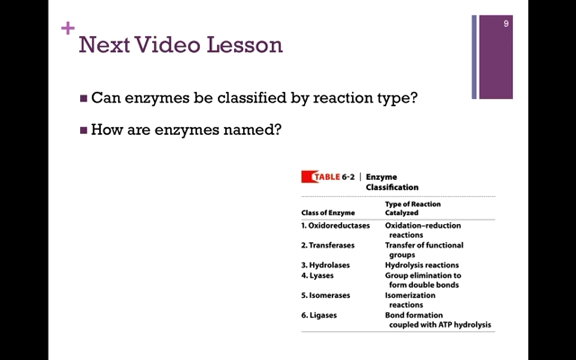 9
+
Next Video Lesson
■ Can enzymes be classified by reaction type?
■ How are enzymes named?
TABLE 6-2 | Enzyme
Classification
Type of Reaction
Class of Enzyme Catalyzed
1. Oxidoreductases Oxidation–reduction
reactions
2. Transferases Transfer of functional
groups
3. Hydrolases Hydrolysis reactions
4. Lyases Group elimination to
form double bonds
5. Isomerases Isomerization
reactions
6. Ligases Bond formation
coupled with ATP hydrolysis